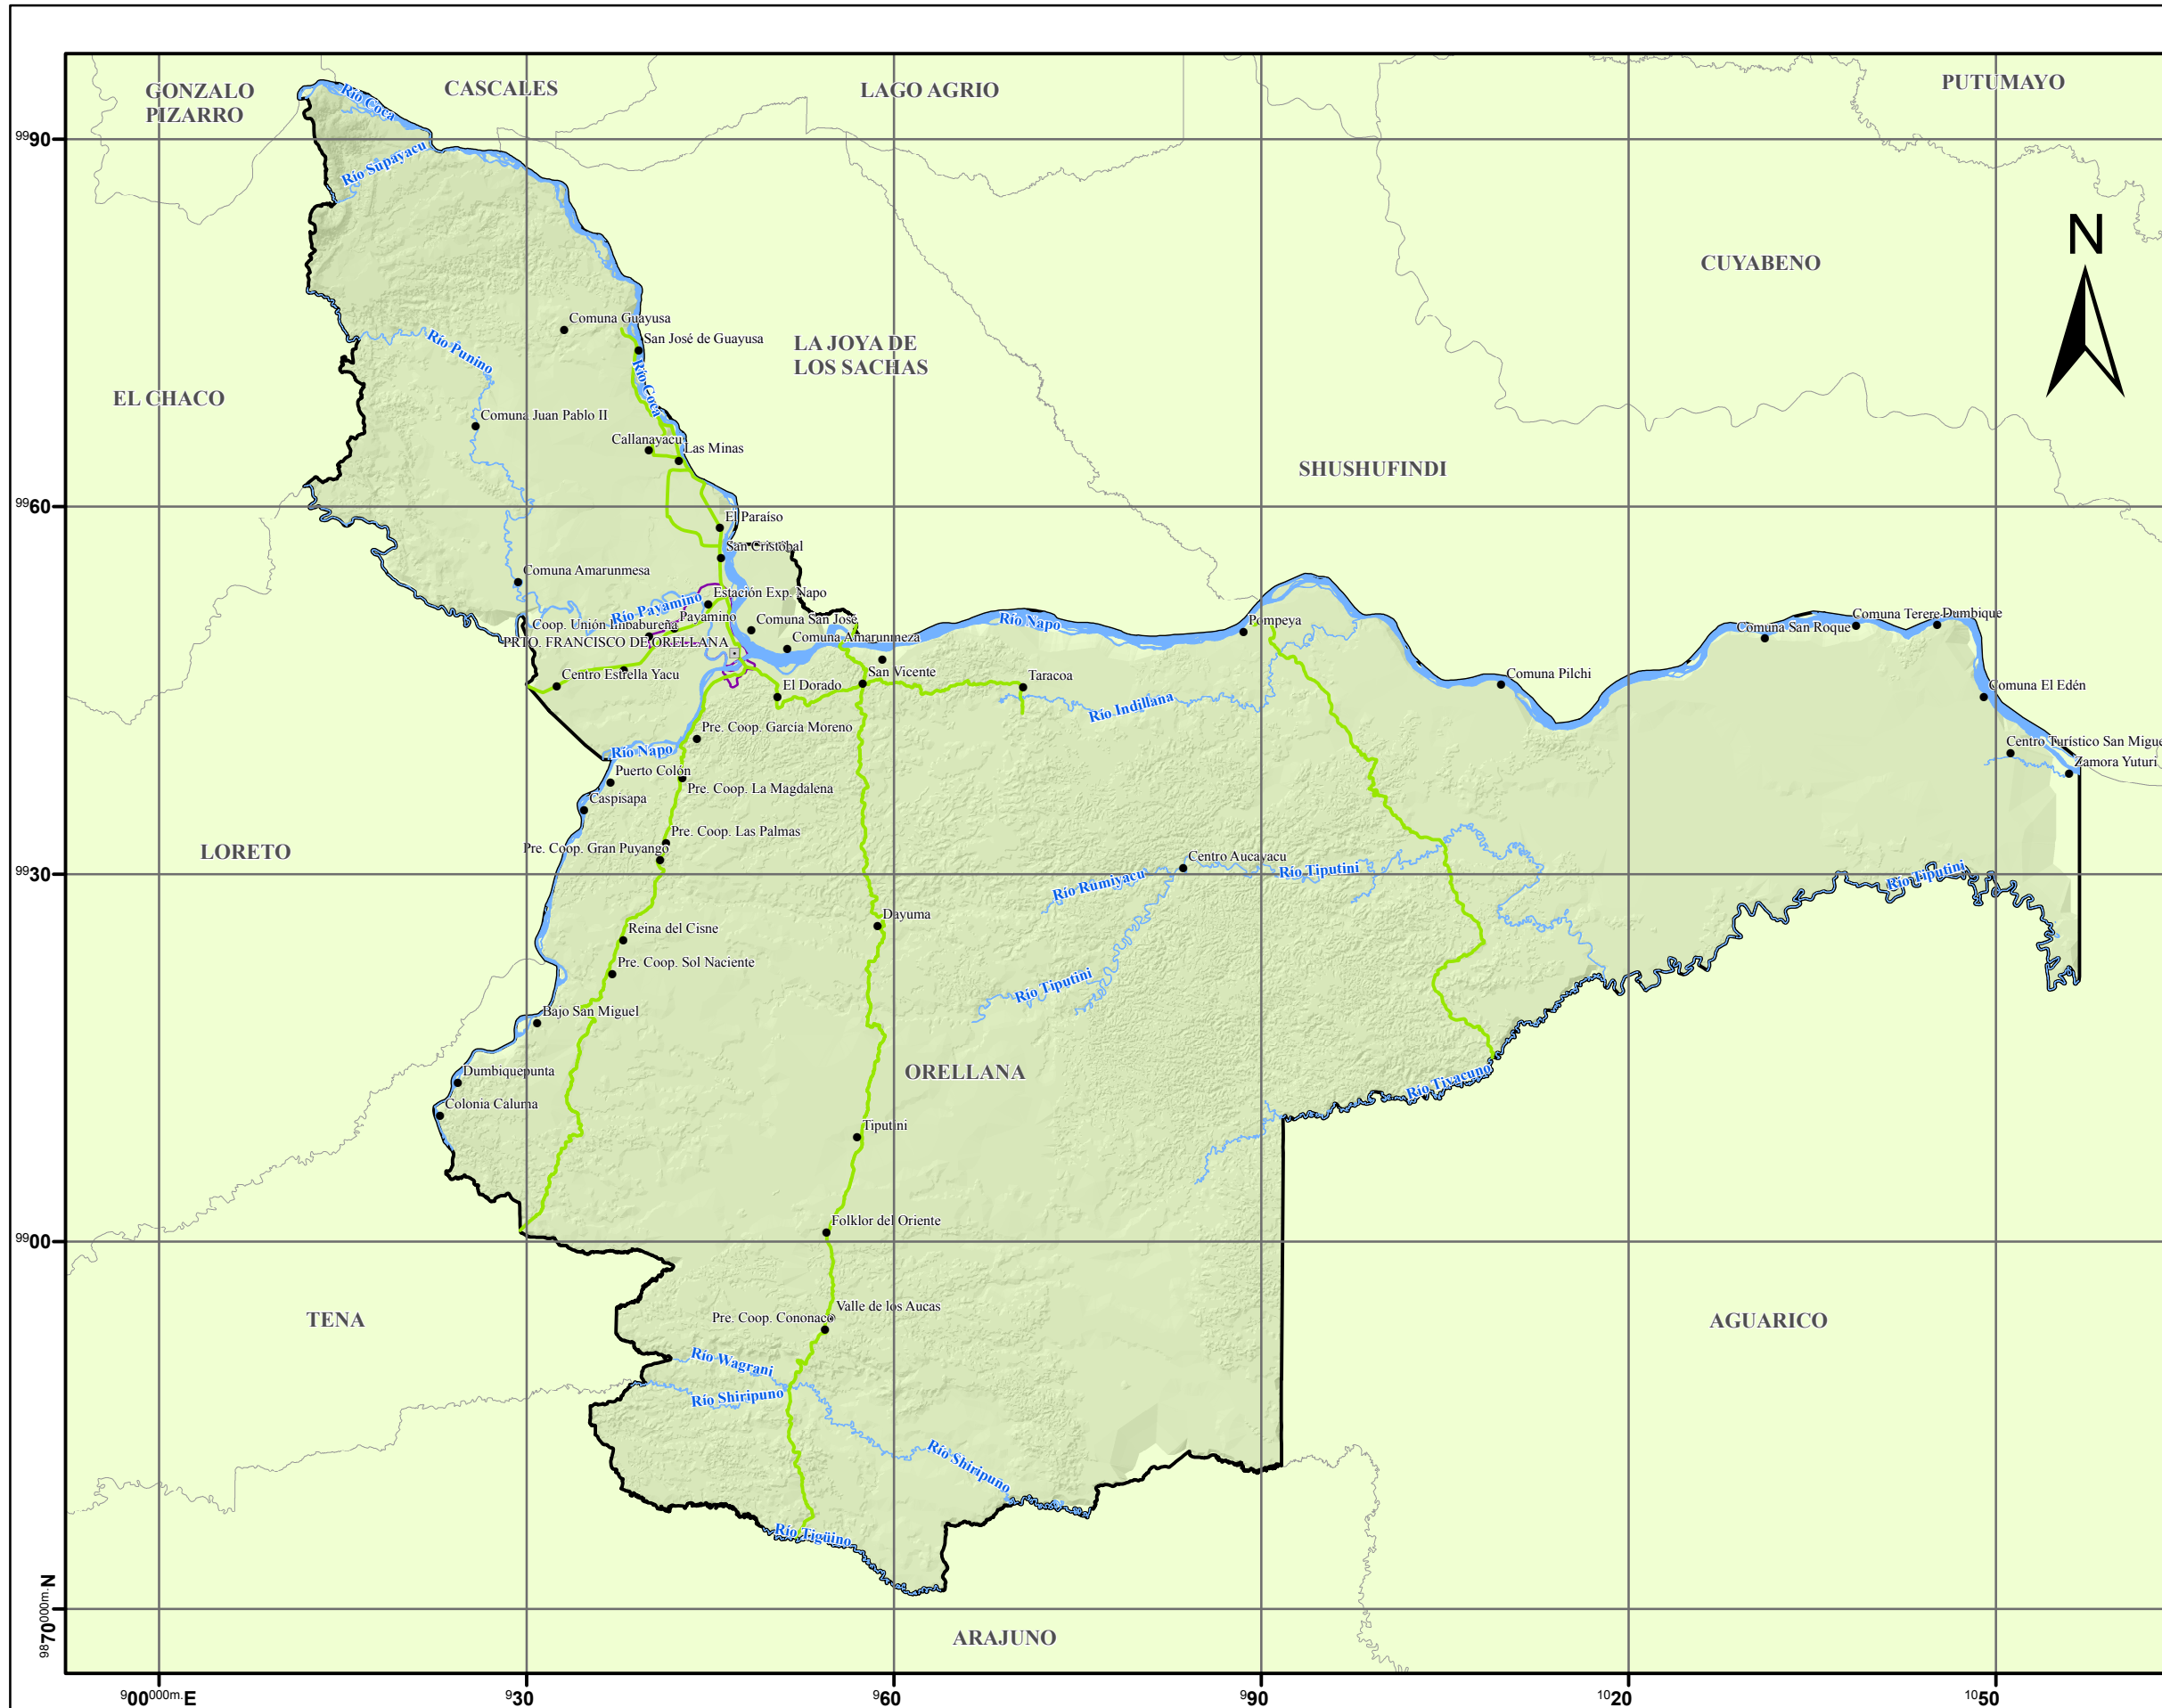 GONZALO
PIZARRO
CASCALES
LAGO AGRIO
PUTUMAYO
Río Coca
9990
Río Supayacu
N
CUYABENO
Comuna Guayusa
San José de Guayusa
LA JOYA DE
LOS SACHAS
Río Punino
Río Coca
EL CHACO
Comuna Juan Pablo II
Callanayacu
Las Minas
SHUSHUFINDI
9960
El Paraíso
San Cristóbal
Comuna Amarunmesa
Estación Exp. Napo
Río Payamino
Payamino
Coop. Unión Imbabureña
Comuna San José
Comuna Amarunmeza
PRTO. FRANCISCO DE ORELLANA
Río Napo
Pompeya
Comuna San Roque
Comuna Terere
Dumbique
Centro Estrella Yacu
El Dorado
San Vicente
Taracoa
Río Indillana
Comuna Pilchi
Comuna El Edén
Pre. Coop. García Moreno
Río Napo
Puerto Colón
Pre. Coop. La Magdalena
Caspisapa
Centro Turístico San Migue
Zamora Yuturi
Pre. Coop. Las Palmas
Pre. Coop. Gran Puyango
LORETO
Centro Aucayacu
Río Rumiyacu
Río Tiputini
Río Tiputini
9930
Dayuma
Reina del Cisne
Pre. Coop. Sol Naciente
Río Tiputini
Bajo San Miguel
Dumbiquepunta
Colonia Caluma
ORELLANA
Río Tivacuno
Tiputini
Folklor del Oriente
9900
Valle de los Aucas
Pre. Coop. Cononaco
TENA
AGUARICO
Río Wagrani
Río Shiripuno
Río Shiripuno
Río Tigüino
9870000m.N
ARAJUNO
900000m.E
930
960
990
1020
1050